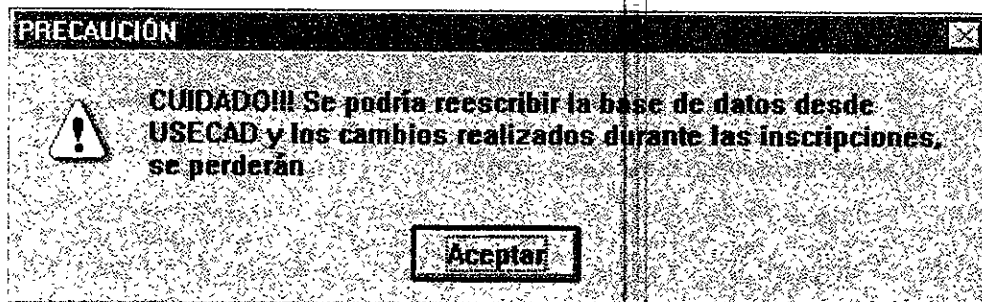 PRECAUCIÓN
CUIDADO!!! Se podría reescribir la base de datos desde
USECAD y los cambios realizados durante las inscripciones,
se perderán
Aceptar